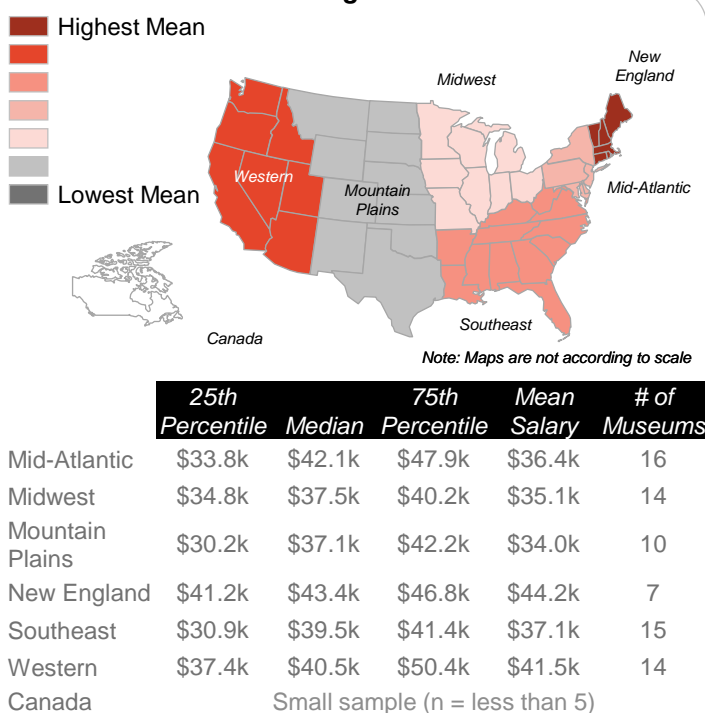 Highest Mean
New
England
Midwest
Western
Mountain
Plains
Mid-Atlantic
Lowest Mean
Southeast
Canada
Note: Maps are not according to scale
25th Percentile Median 75th Percentile Mean Salary # of Museums
Mid-Atlantic $33.8k $42.1k $47.9k $36.4k 16
Midwest $34.8k $37.5k $40.2k $35.1k 14
Mountain Plains $30.2k $37.1k $42.2k $34.0k 10
New England $41.2k $43.4k $46.8k $44.2k 7
Southeast $30.9k $39.5k $41.4k $37.1k 15
Western $37.4k $40.5k $50.4k $41.5k 14
Canada Small sample (n = less than 5)